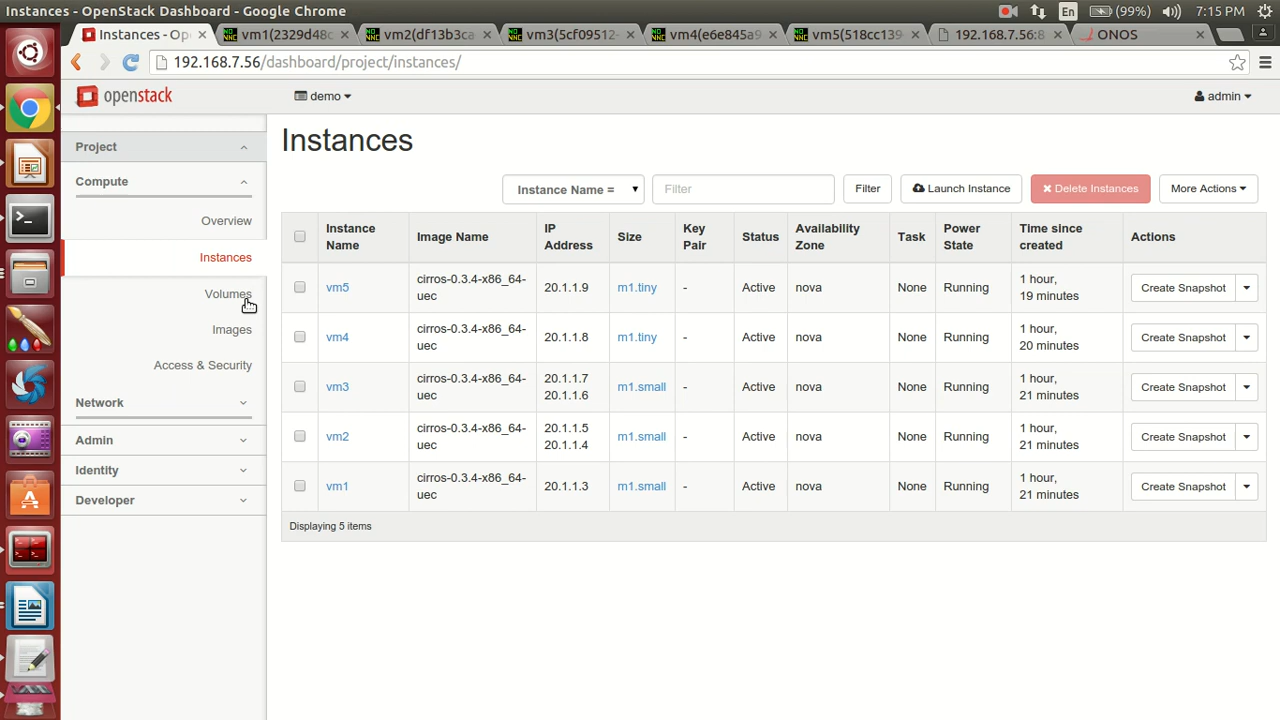 Instances - OpenStack Dashboard - Google Chrome
En
(99%)
7:15 PM
Instances - Op
vm1(2329d48c
vm2(df13b3ca
vm3(5cf09512-
vm4(e6e845a9
vm5(518cc139
192.168.7.56:8
ONOS
192.168.7.56/dashboard/project/instances/
openstack
demo
admin
Project
Compute
Overview
Instances
Volumes
Images
Access & Security
Network
Admin
Identity
Developer
Instances
Instance Name =
Filter
Filter
Launch Instance
Delete Instances
More Actions
Instance Name
Image Name
IP Address
Size
Key Pair
Status
Availability Zone
Task
Power State
Time since created
Actions
vm5 cirros-0.3.4-x86_64-uec 20.1.1.9 m1.tiny - Active nova None Running 1 hour, 19 minutes Create Snapshot
vm4 cirros-0.3.4-x86_64-uec 20.1.1.8 m1.tiny - Active nova None Running 1 hour, 20 minutes Create Snapshot
vm3 cirros-0.3.4-x86_64-uec 20.1.1.7 20.1.1.6 m1.small - Active nova None Running 1 hour, 21 minutes Create Snapshot
vm2 cirros-0.3.4-x86_64-uec 20.1.1.5 20.1.1.4 m1.small - Active nova None Running 1 hour, 21 minutes Create Snapshot
vm1 cirros-0.3.4-x86_64-uec 20.1.1.3 m1.small - Active nova None Running 1 hour, 21 minutes Create Snapshot
Displaying 5 items